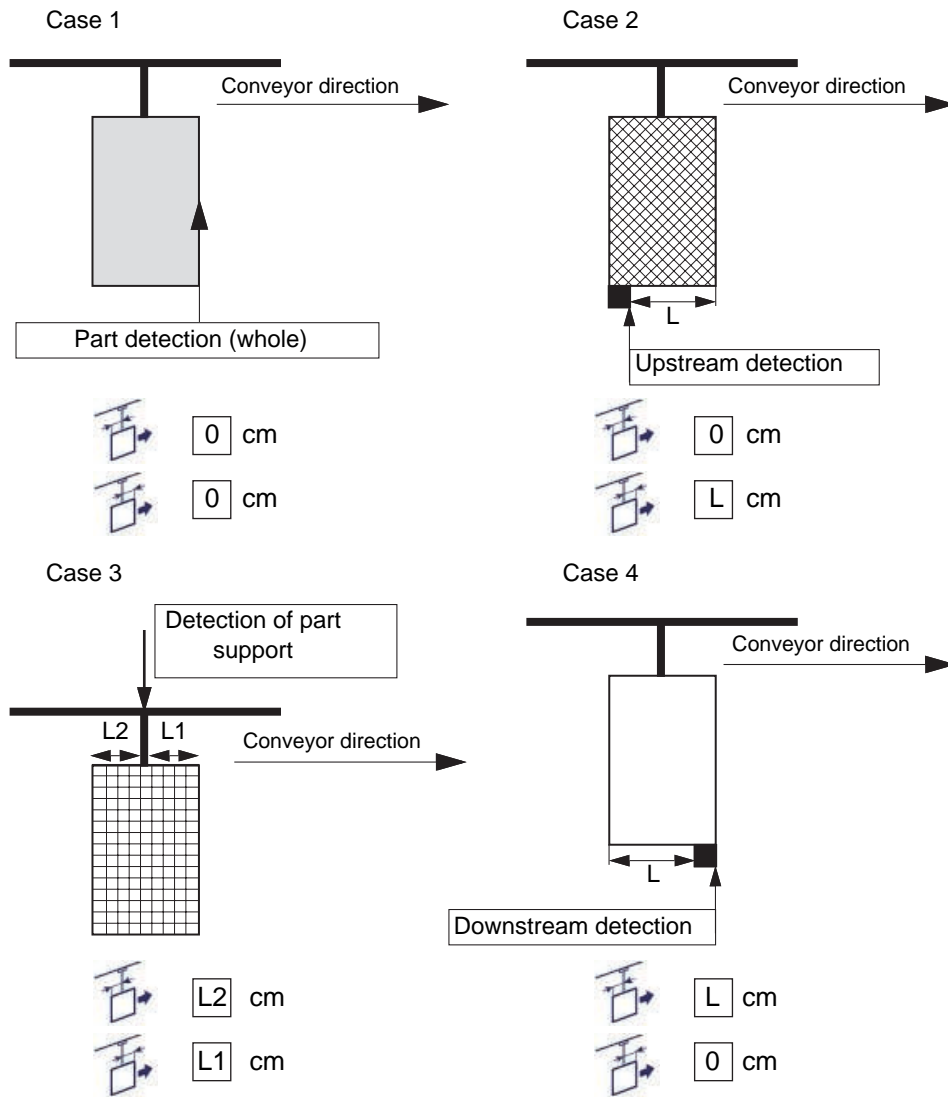 Case 1
Conveyor direction
Part detection (whole)
0 cm
0 cm
Case 2
Conveyor direction
L
Upstream detection
0 cm
L cm
Case 3
Detection of part
support
L2 L1
Conveyor direction
L2 cm
L1 cm
Case 4
Conveyor direction
L
Downstream detection
L cm
0 cm